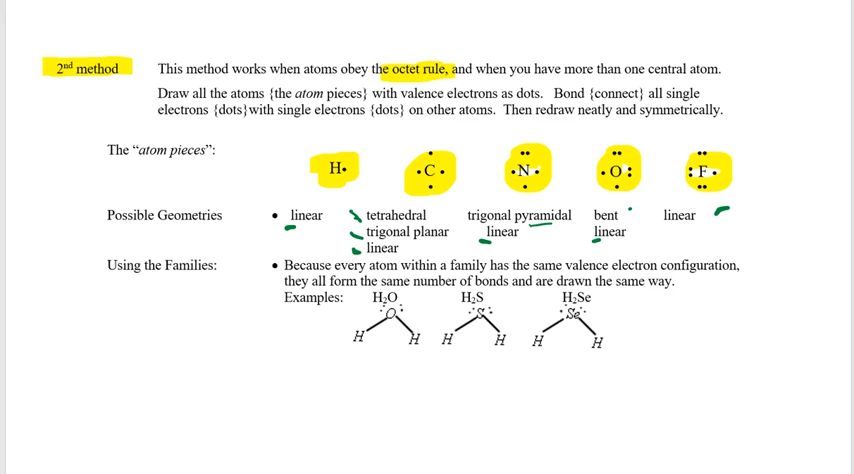 2nd method This method works when atoms obey the octet rule, and when you have more than one central atom.
Draw all the atoms {the atom pieces} with valence electrons as dots. Bond {connect} all single
electrons {dots}with single electrons {dots} on other atoms. Then redraw neatly and symmetrically.
The “atom pieces”:
H• •C• •N• •O: :F•
Possible Geometries • linear tetrahedral trigonal pyramidal bent linear
trigonal planar linear linear
linear
Using the Families: • Because every atom within a family has the same valence electron configuration,
they all form the same number of bonds and are drawn the same way.
Examples: H₂O H₂S H₂Se
O S Se
H H H H H H